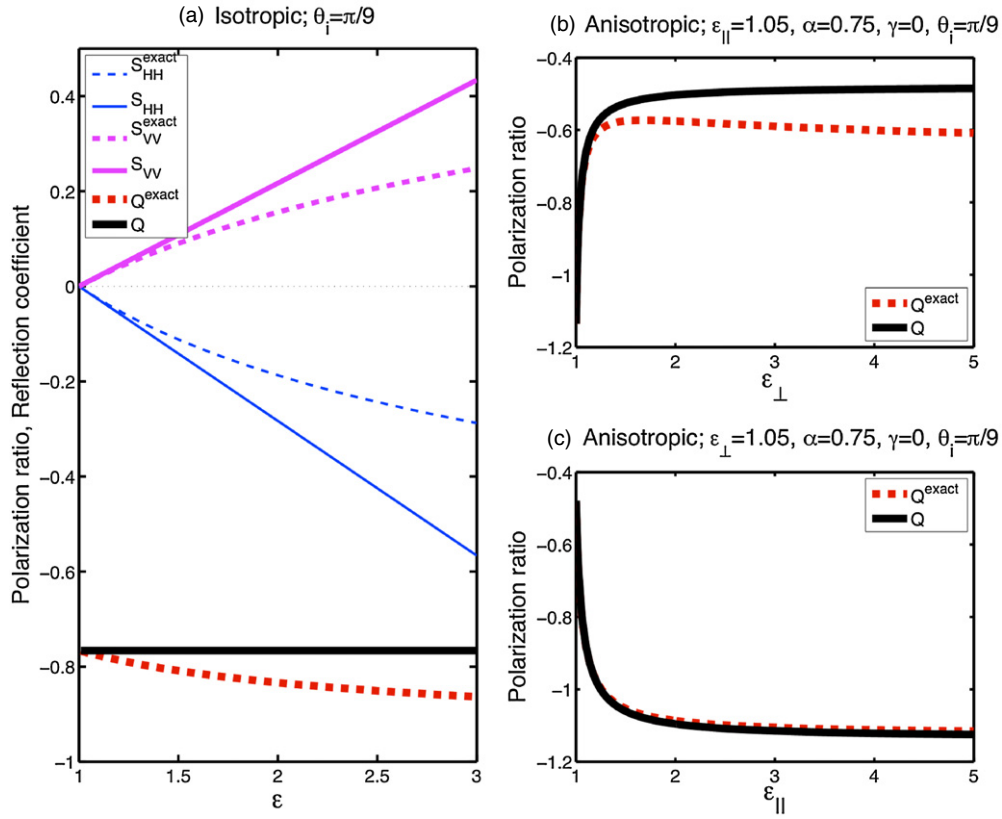 (a) Isotropic; θi=π/9
Polarization ratio, Reflection coefficient
0.4
0.2
0
−0.2
−0.4
−0.6
−0.8
−1
S_HH^exact
S_HH
S_VV^exact
S_VV
Q^exact
Q
1
1.5
2
2.5
3
ε
(b) Anisotropic; ε||=1.05, α=0.75, γ=0, θi=π/9
Polarization ratio
−0.4
−0.6
−0.8
−1
−1.2
Q^exact
Q
1
2
3
4
5
ε⊥
(c) Anisotropic; ε⊥=1.05, α=0.75, γ=0, θi=π/9
Polarization ratio
−0.4
−0.6
−0.8
−1
−1.2
Q^exact
Q
1
2
3
4
5
ε||